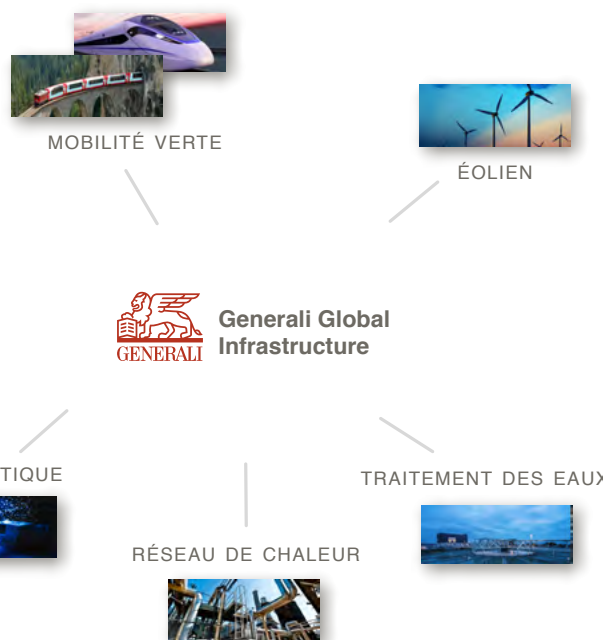 MOBILITÉ VERTE
ÉOLIEN
GENERALI
Generali Global
Infrastructure
TIQUE
TRAITEMENT DES EAUX
RÉSEAU DE CHALEUR